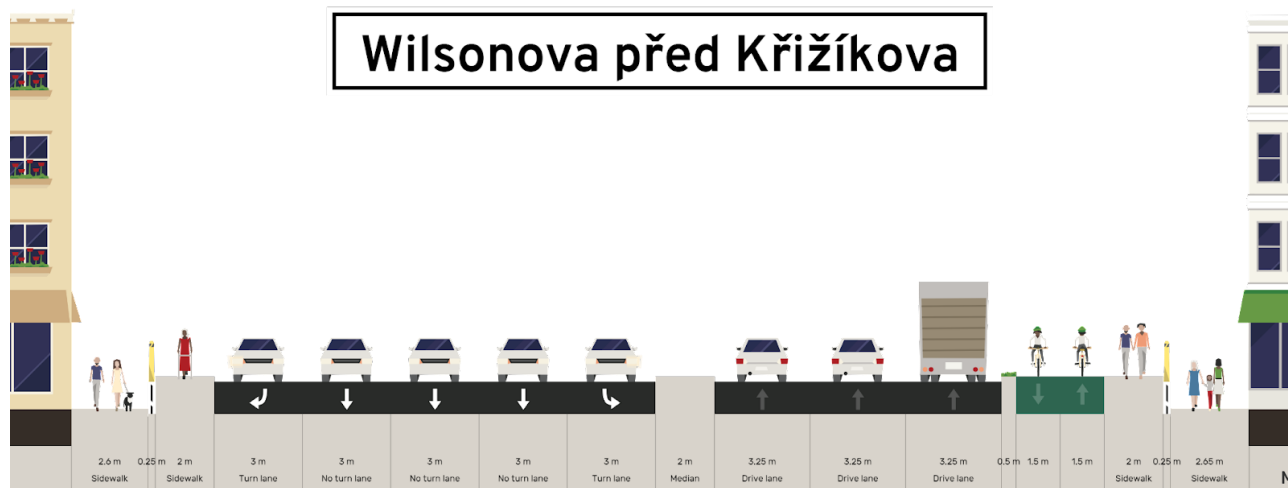 Wilsonova před Křižíkova
2.6 m 0.25 m 2 m 3 m 3 m 3 m 3 m 3 m 2 m 3.25 m 3.25 m 3.25 m 0.5 m 1.5 m 1.5 m 2 m 0.25 m 2.65 m
Sidewalk Sidewalk Turn lane No turn lane No turn lane No turn lane Turn lane Median Drive lane Drive lane Drive lane Sidewalk Sidewalk N